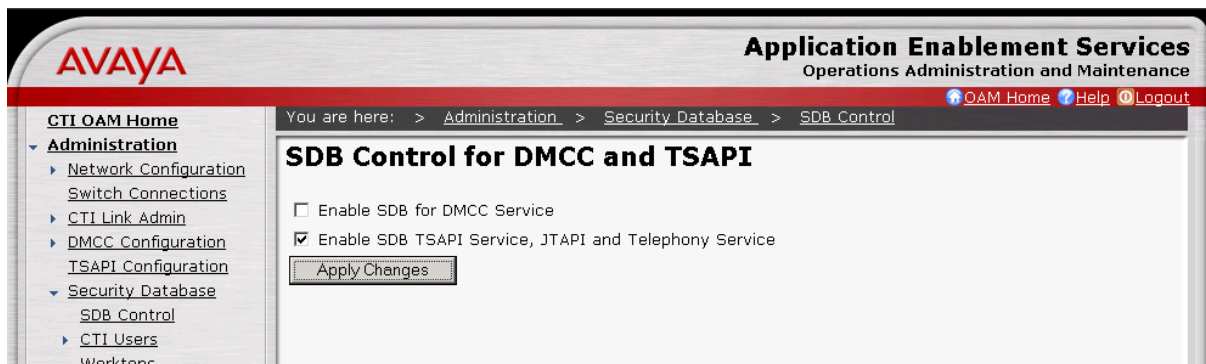 AVAYA
Application Enablement Services
Operations Administration and Maintenance
OAM Home Help Logout
You are here: > Administration > Security Database > SDB Control
CTI OAM Home
Administration
Network Configuration
Switch Connections
CTI Link Admin
DMCC Configuration
TSAPI Configuration
Security Database
SDB Control
CTI Users
Worktops
SDB Control for DMCC and TSAPI
Enable SDB for DMCC Service
Enable SDB TSAPI Service, JTAPI and Telephony Service
Apply Changes